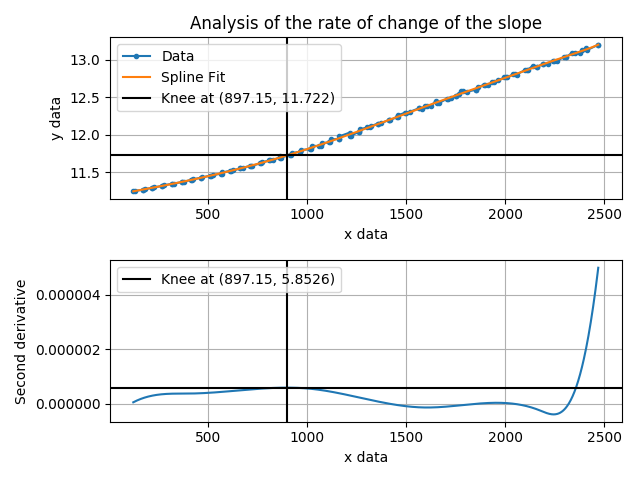 Analysis of the rate of change of the slope
Data
Spline Fit
Knee at (897.15, 11.722)
13.0
12.5
12.0
11.5
y data
500 1000 1500 2000 2500
x data
Knee at (897.15, 5.8526)
0.000004
0.000002
0.000000
Second derivative
500 1000 1500 2000 2500
x data